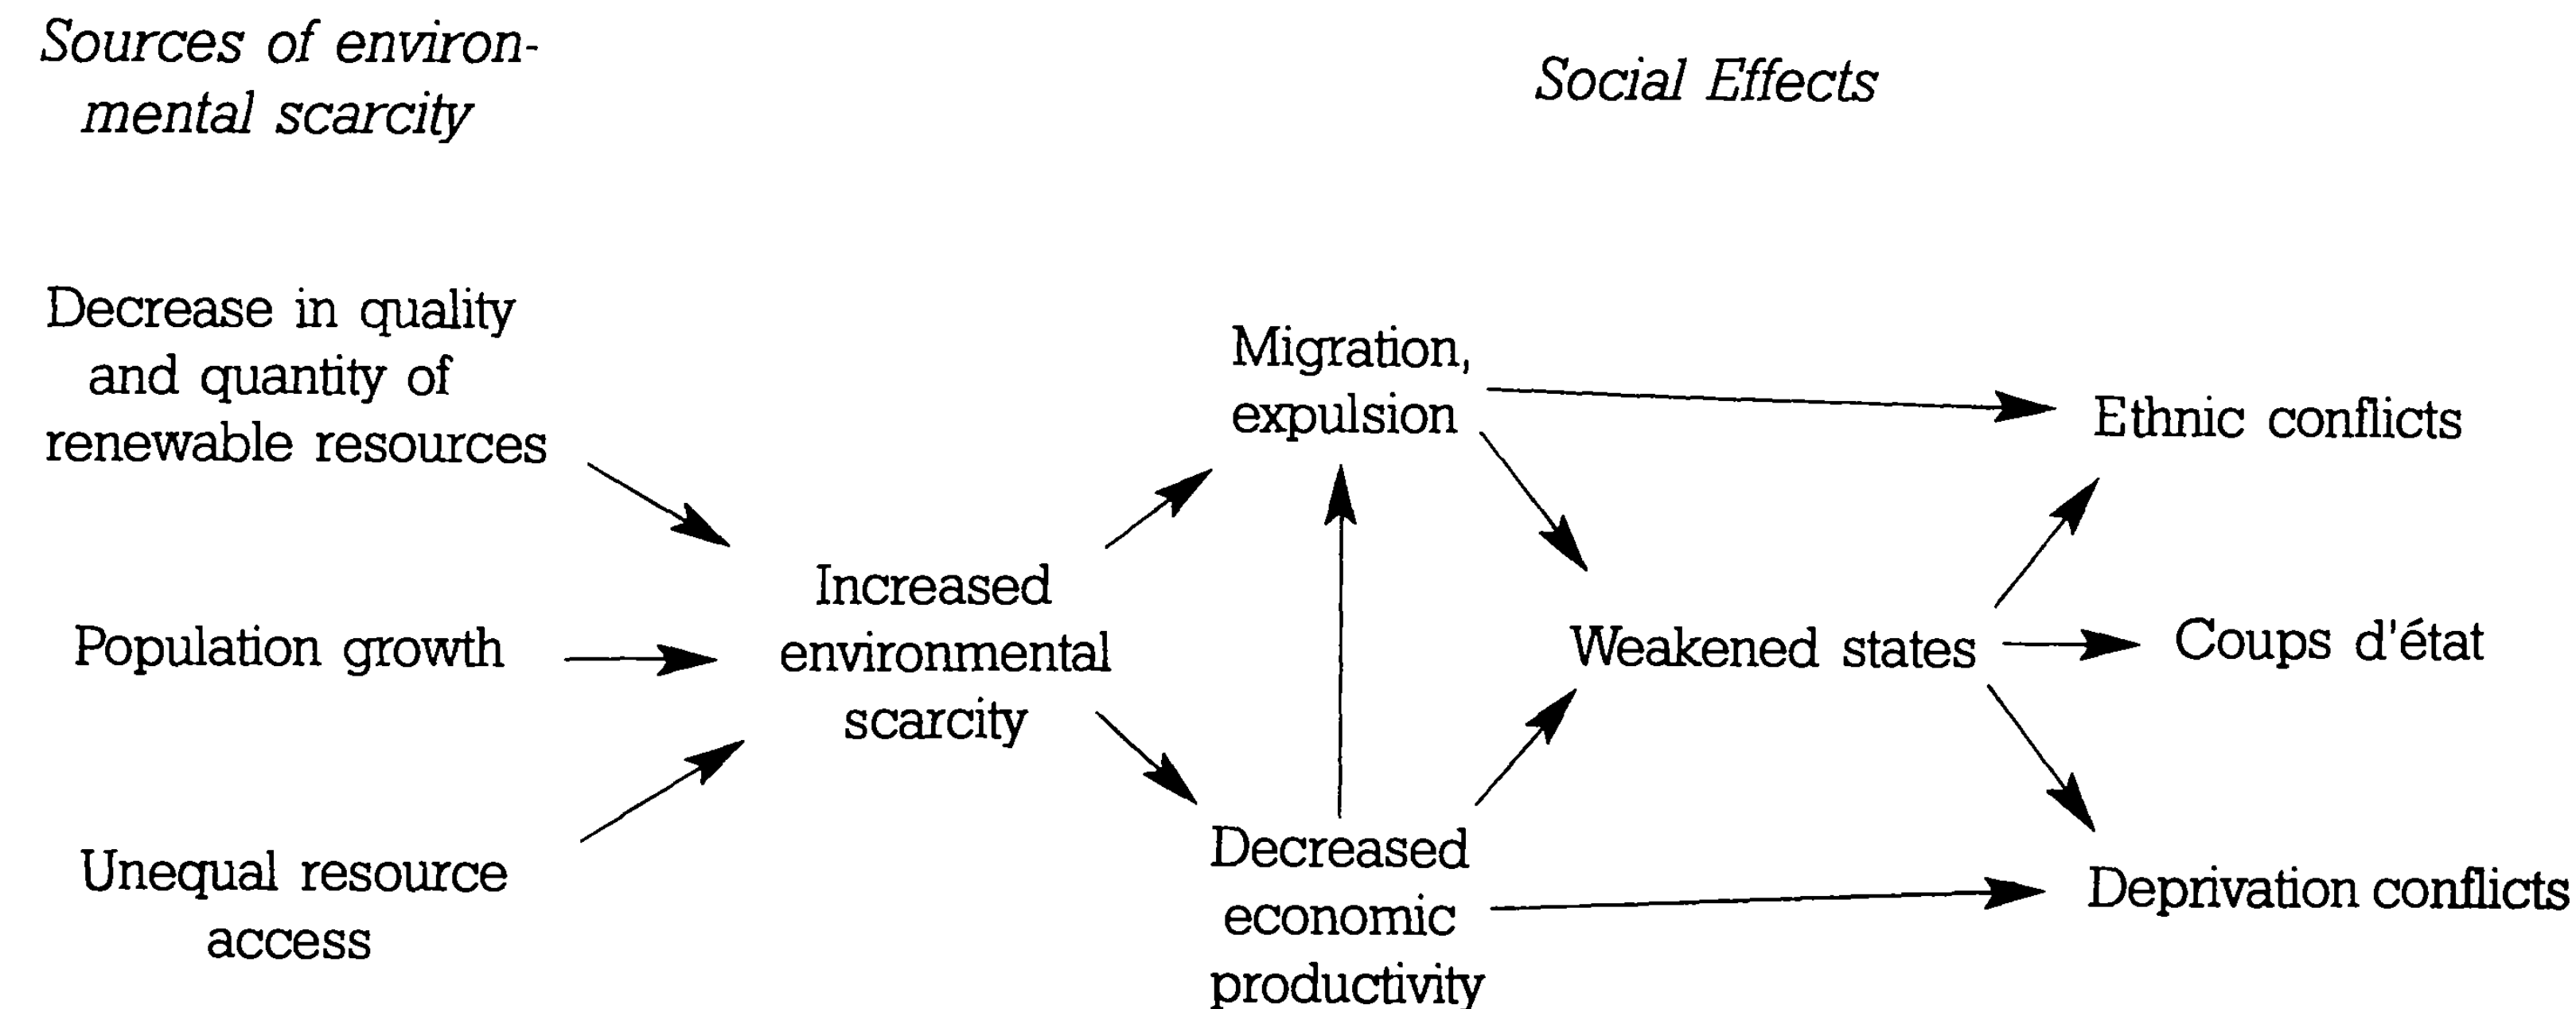 Sources of environ-
mental scarcity
Social Effects
Decrease in quality
and quantity of
renewable resources
Population growth
Unequal resource
access
Increased
environmental
scarcity
Migration,
expulsion
Decreased
economic
productivity
Weakened states
Ethnic conflicts
Coups d'état
Deprivation conflicts